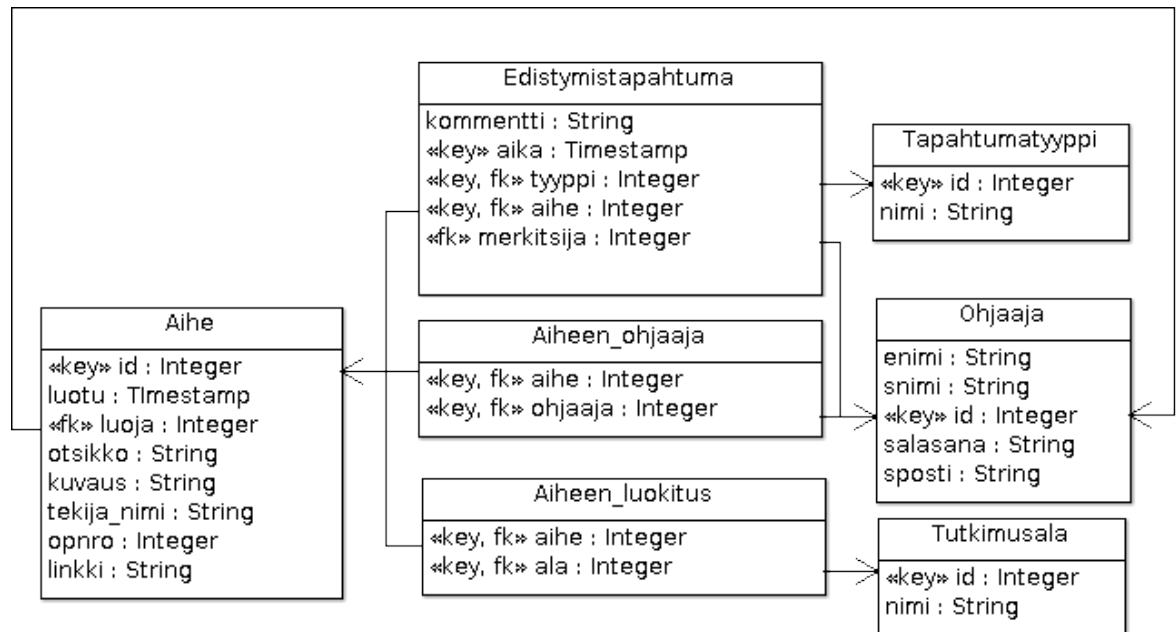 Edistymistapahtuma
kommentti : String
«key» aika : Timestamp
«key, fk» tyyppi : Integer
«key, fk» aihe : Integer
«fk» merkitsija : Integer
Tapahtumatyyppi
«key» id : Integer
nimi : String
Aihe
«key» id : Integer
luotu : TImestamp
«fk» luoja : Integer
otsikko : String
kuvaus : String
tekija_nimi : String
opnro : Integer
linkki : String
Aiheen_ohjaaja
«key, fk» aihe : Integer
«key, fk» ohjaaja : Integer
Ohjaaja
enimi : String
snimi : String
«key» id : Integer
salasana : String
sposti : String
Aiheen_luokitus
«key, fk» aihe : Integer
«key, fk» ala : Integer
Tutkimusala
«key» id : Integer
nimi : String